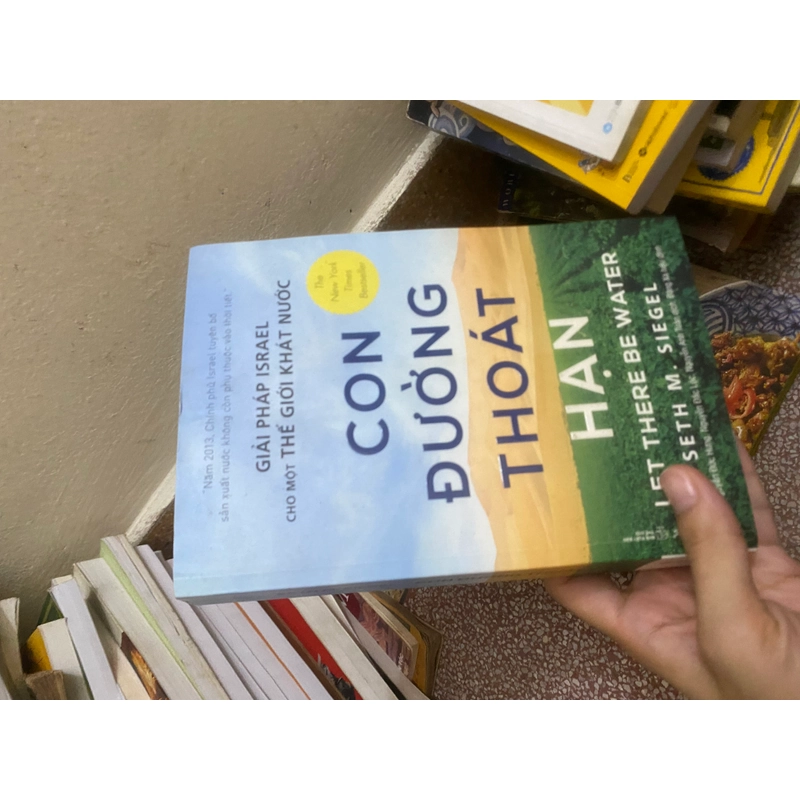 "Năm 2013, Chính phủ Israel tuyên bố
sản xuất nước không còn phụ thuộc vào thời tiết."
GIẢI PHÁP ISRAEL
CHO MỘT THẾ GIỚI KHÁT NƯỚC
The
New York
Times
Bestseller
CON
ĐƯỜNG
THOÁT
HẠN
LET THERE BE WATER
SETH M. SIEGEL